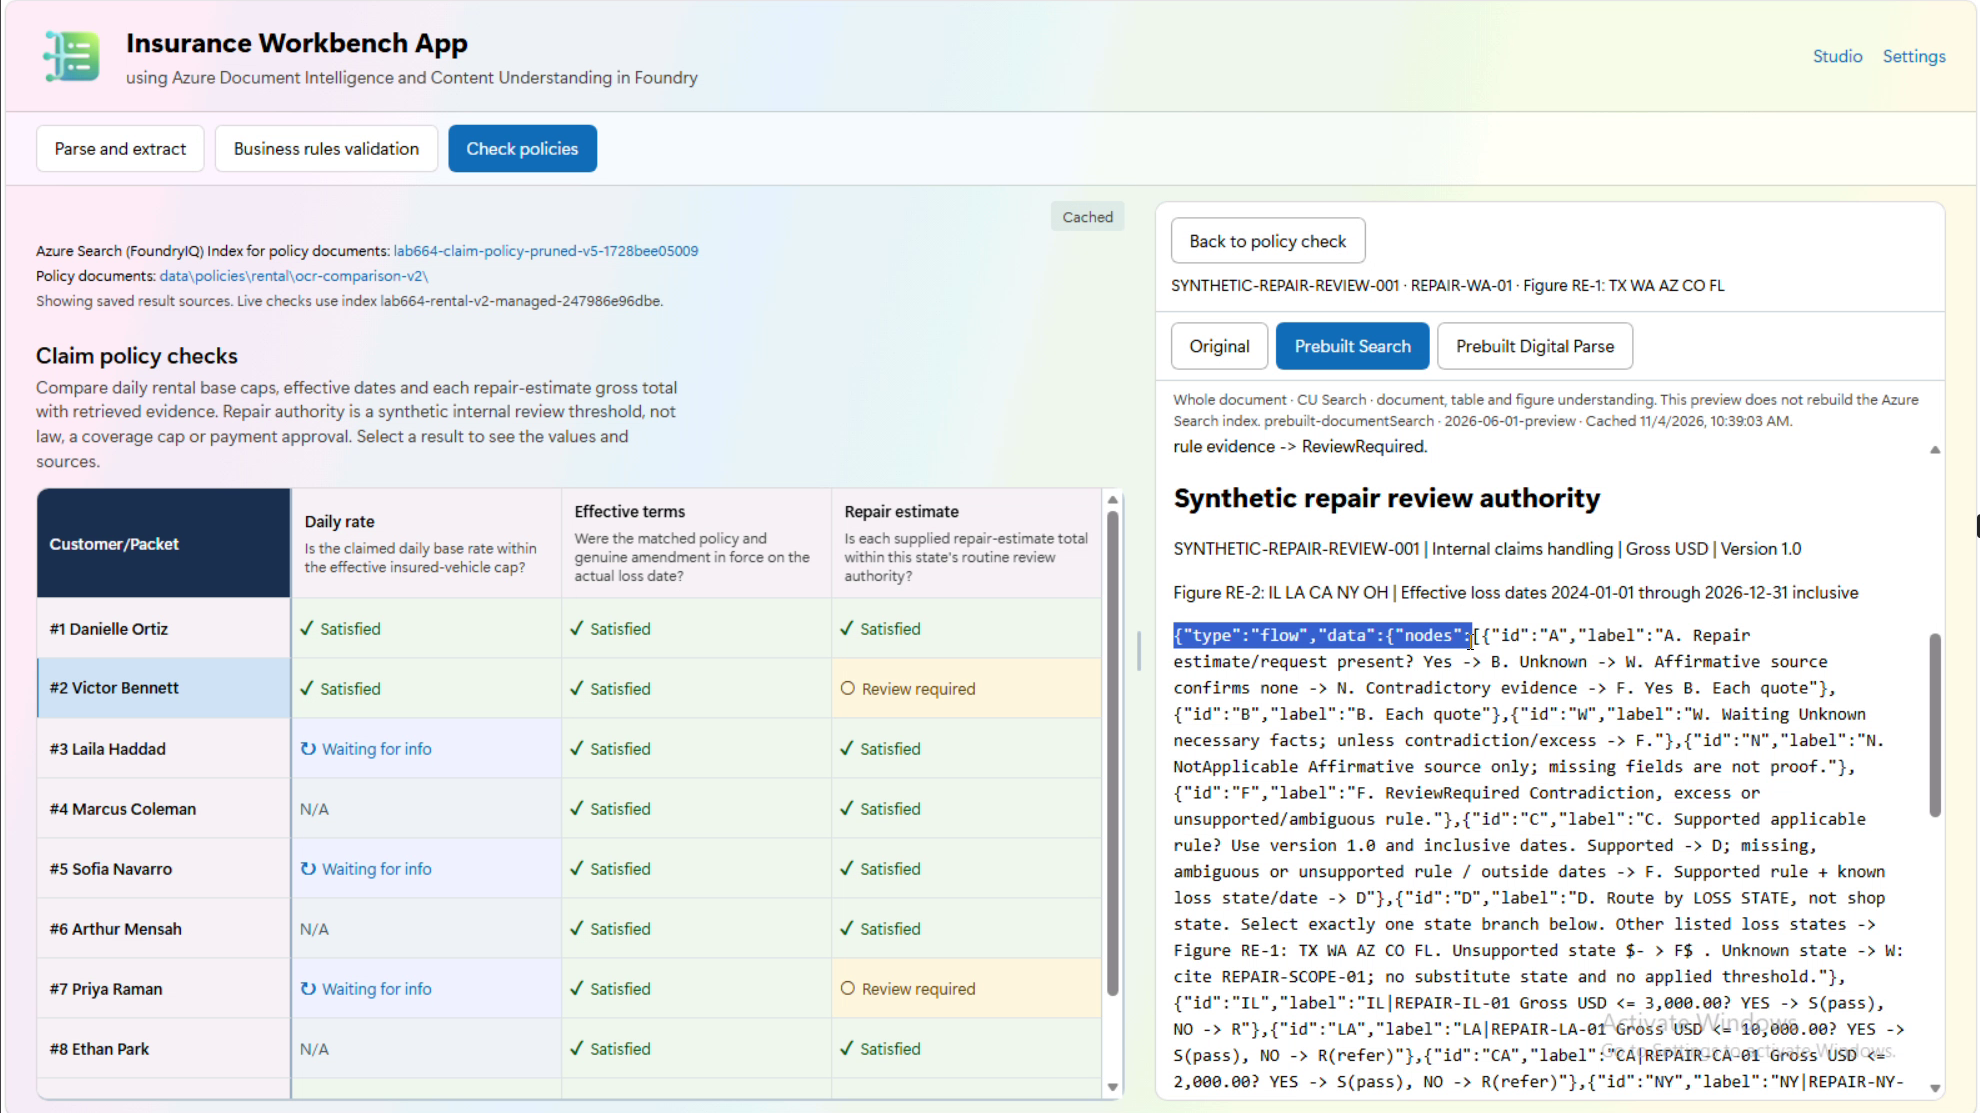 Insurance Workbench App
using Azure Document Intelligence and Content Understanding in Foundry
Studio
Settings
Parse and extract
Business rules validation
Check policies
Cached
Azure Search (FoundryIQ) Index for policy documents: lab664-claim-policy-pruned-v5-1728bee05009
Policy documents: data\policies\rental\ocr-comparison-v2\
Showing saved result sources. Live checks use index lab664-rental-v2-managed-247986e96dbe.
Claim policy checks
Compare daily rental base caps, effective dates and each repair-estimate gross total
with retrieved evidence. Repair authority is a synthetic internal review threshold, not
law, a coverage cap or payment approval. Select a result to see the values and
sources.
Customer/Packet
Daily rate
Is the claimed daily base rate within
the effective insured-vehicle cap?
Effective terms
Were the matched policy and
genuine amendment in force on the
actual loss date?
Repair estimate
Is each supplied repair-estimate total
within this state's routine review
authority?
#1 Danielle Ortiz
✓ Satisfied
✓ Satisfied
✓ Satisfied
#2 Victor Bennett
✓ Satisfied
✓ Satisfied
Review required
#3 Laila Haddad
↻ Waiting for info
✓ Satisfied
✓ Satisfied
#4 Marcus Coleman
N/A
✓ Satisfied
✓ Satisfied
#5 Sofia Navarro
↻ Waiting for info
✓ Satisfied
✓ Satisfied
#6 Arthur Mensah
N/A
✓ Satisfied
✓ Satisfied
#7 Priya Raman
↻ Waiting for info
✓ Satisfied
Review required
#8 Ethan Park
N/A
✓ Satisfied
✓ Satisfied
Back to policy check
SYNTHETIC-REPAIR-REVIEW-001 · REPAIR-WA-01 · Figure RE-1: TX WA AZ CO FL
Original
Prebuilt Search
Prebuilt Digital Parse
Whole document · CU Search · document, table and figure understanding. This preview does not rebuild the Azure
Search index. prebuilt-documentSearch · 2026-06-01-preview · Cached 11/4/2026, 10:39:03 AM.
rule evidence -> ReviewRequired.
Synthetic repair review authority
SYNTHETIC-REPAIR-REVIEW-001 | Internal claims handling | Gross USD | Version 1.0
Figure RE-2: IL LA CA NY OH | Effective loss dates 2024-01-01 through 2026-12-31 inclusive
{"type":"flow","data":{"nodes":[{"id":"A","label":"A. Repair
estimate/request present? Yes -> B. Unknown -> W. Affirmative source
confirms none -> N. Contradictory evidence -> F. Yes B. Each quote"},
{"id":"B","label":"B. Each quote"},{"id":"W","label":"W. Waiting Unknown
necessary facts; unless contradiction/excess -> F."},{"id":"N","label":"N.
NotApplicable Affirmative source only; missing fields are not proof."},
{"id":"F","label":"F. ReviewRequired Contradiction, excess or
unsupported/ambiguous rule."},{"id":"C","label":"C. Supported applicable
rule? Use version 1.0 and inclusive dates. Supported -> D; missing,
ambiguous or unsupported rule / outside dates -> F. Supported rule + known
loss state/date -> D"},{"id":"D","label":"D. Route by LOSS STATE, not shop
state. Select exactly one state branch below. Other listed loss states ->
Figure RE-1: TX WA AZ CO FL. Unsupported state $- > F$ . Unknown state -> W:
cite REPAIR-SCOPE-01; no substitute state and no applied threshold."},
{"id":"IL","label":"IL|REPAIR-IL-01 Gross USD <= 3,000.00? YES -> S(pass),
NO -> R"},{"id":"LA","label":"LA|REPAIR-LA-01 Gross USD <= 10,000.00? YES ->
S(pass), NO -> R(refer)"},{"id":"CA","label":"CA|REPAIR-CA-01 Gross USD <=
2,000.00? YES -> S(pass), NO -> R(refer)"},{"id":"NY","label":"NY|REPAIR-NY-
Activate Windows
Go to Settings to activate Windows.